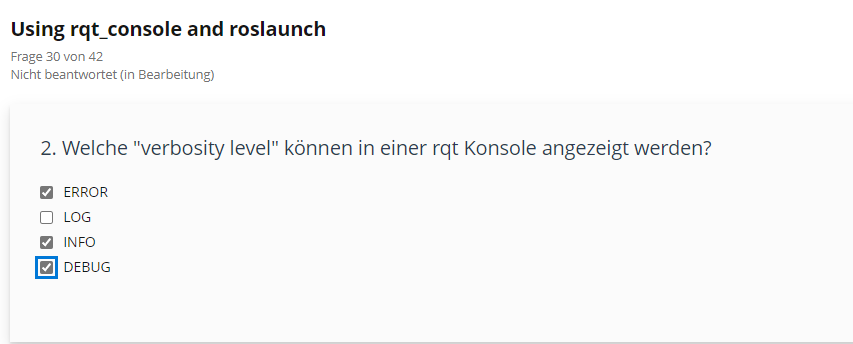 Using rqt_console and roslaunch
Frage 30 von 42
Nicht beantwortet (in Bearbeitung)
2. Welche "verbosity level" können in einer rqt Konsole angezeigt werden?
ERROR
LOG
INFO
DEBUG